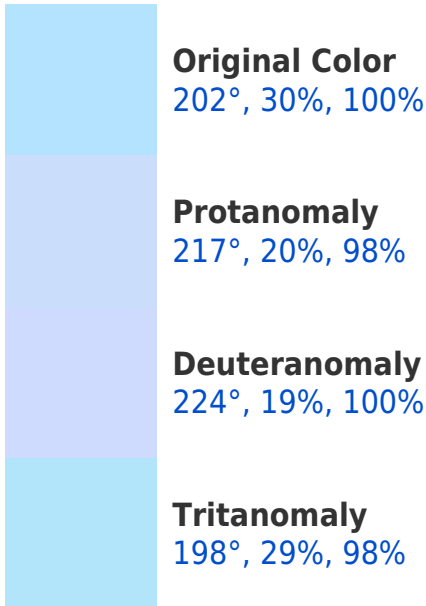 Original Color
202°, 30%, 100%
Protanomaly
217°, 20%, 98%
Deuteranomaly
224°, 19%, 100%
Tritanomaly
198°, 29%, 98%